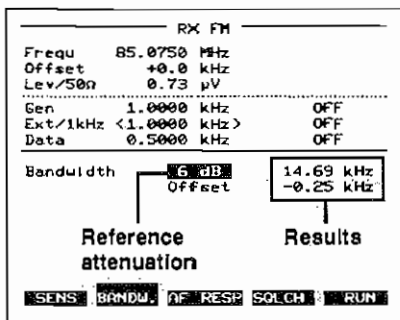 RX FM
Frequ 85.0750 MHz
Offset +0.0 kHz
Lev/50Ω 0.73 µV
Gen 1.0000 kHz OFF
Ext/1kHz <1.0000 kHz> OFF
Data 0.5000 kHz OFF
Bandwidth 6 dB 14.69 kHz
Offset -0.25 kHz
Reference attenuation Results
SENS BANDW. AF RESP SQLCH RUN